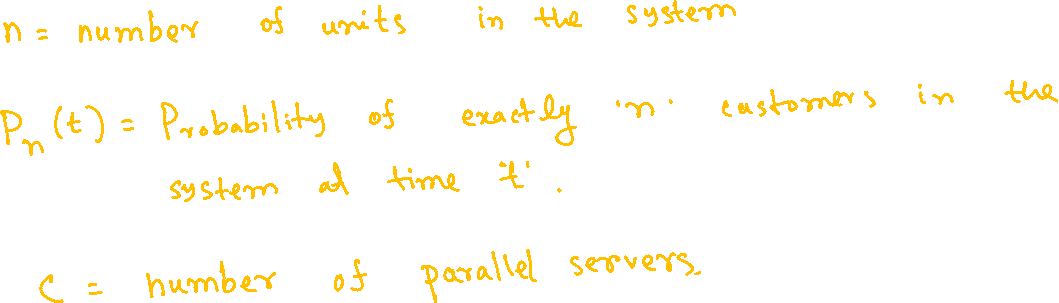 n = number of units in the system
Pn (t) = Probability of exactly 'n' customers in the
system at time 't'.
C = number of parallel servers.